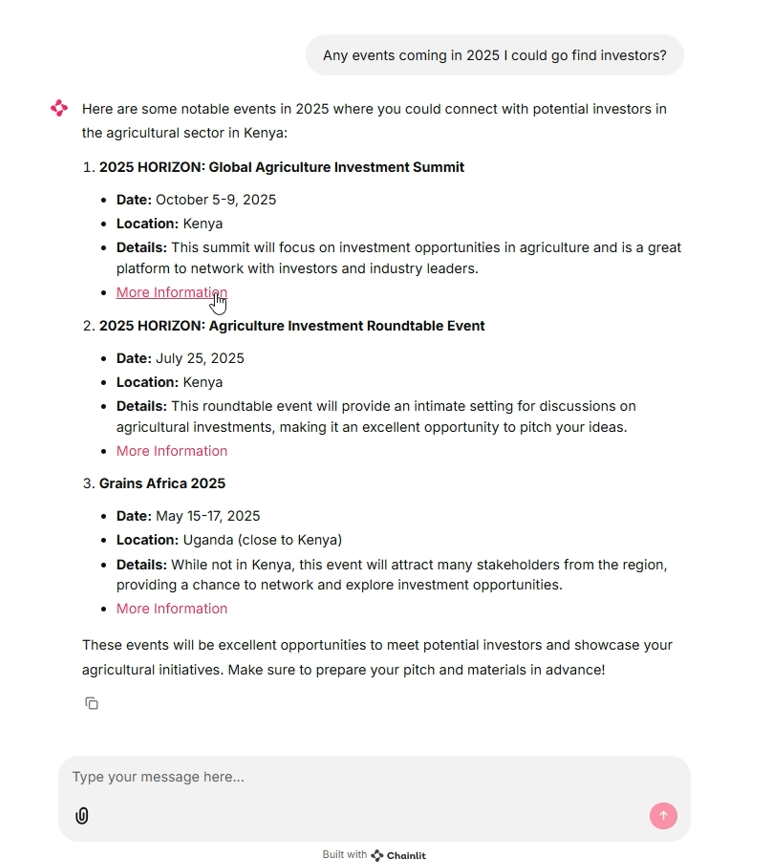 Any events coming in 2025 I could go find investors?
Here are some notable events in 2025 where you could connect with potential investors in
the agricultural sector in Kenya:
1. 2025 HORIZON: Global Agriculture Investment Summit
• Date: October 5-9, 2025
• Location: Kenya
• Details: This summit will focus on investment opportunities in agriculture and is a great
platform to network with investors and industry leaders.
• More Information
2. 2025 HORIZON: Agriculture Investment Roundtable Event
• Date: July 25, 2025
• Location: Kenya
• Details: This roundtable event will provide an intimate setting for discussions on
agricultural investments, making it an excellent opportunity to pitch your ideas.
• More Information
3. Grains Africa 2025
• Date: May 15-17, 2025
• Location: Uganda (close to Kenya)
• Details: While not in Kenya, this event will attract many stakeholders from the region,
providing a chance to network and explore investment opportunities.
• More Information
These events will be excellent opportunities to meet potential investors and showcase your
agricultural initiatives. Make sure to prepare your pitch and materials in advance!
Type your message here...
Built with Chainlit